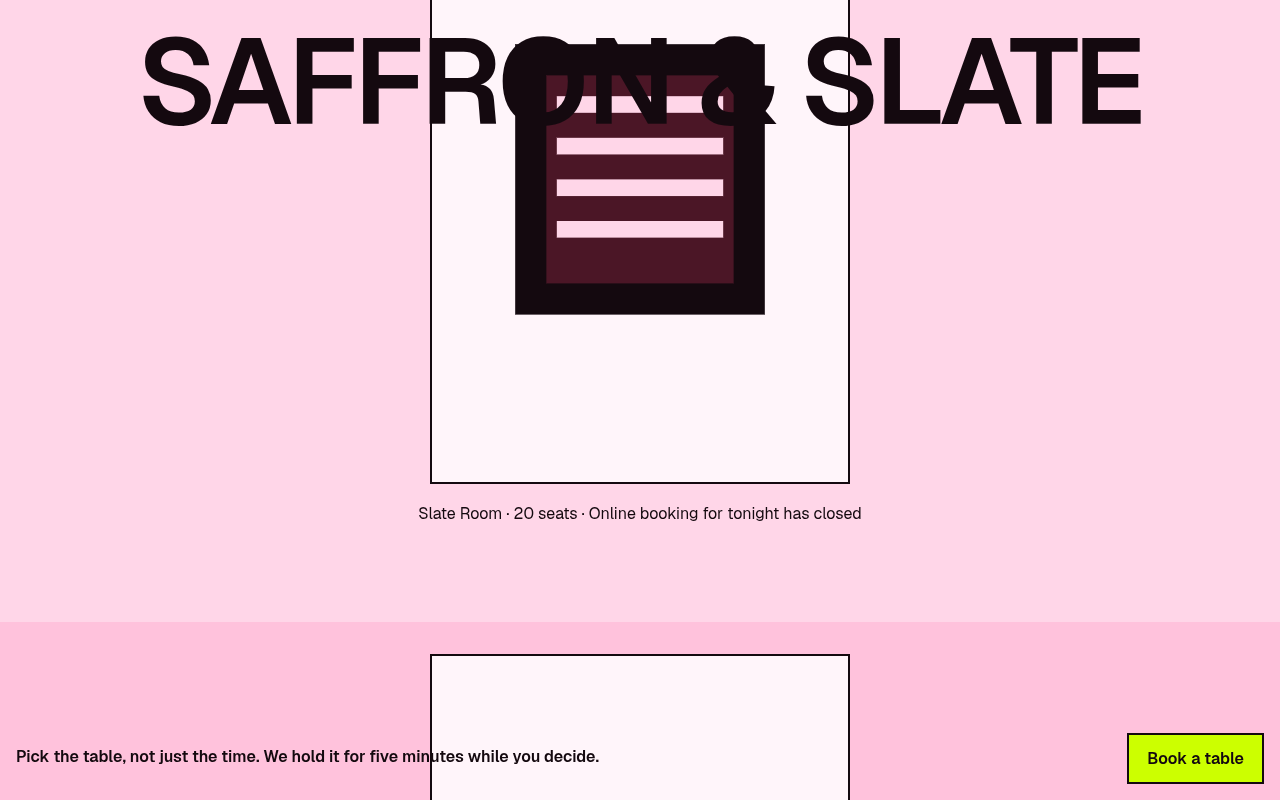 SAFFRON & SLATE
Slate Room · 20 seats · Online booking for tonight has closed
Pick the table, not just the time. We hold it for five minutes while you decide.
Book a table